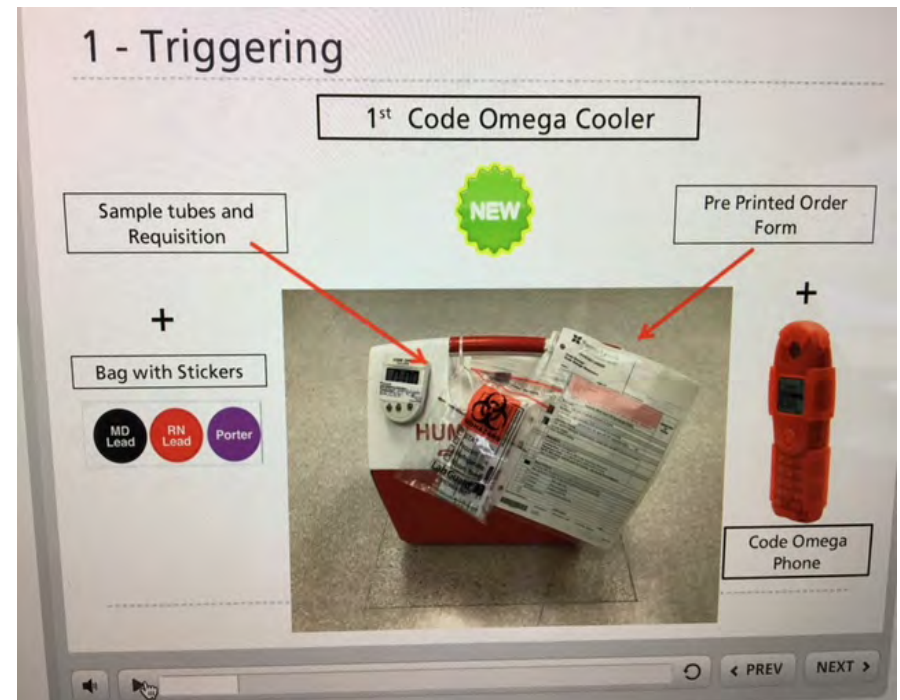 1 - Triggering
1st Code Omega Cooler
NEW
Sample tubes and
Requisition
Pre Printed Order
Form
+
+
Bag with Stickers
MD
Lead
RN
Lead
Porter
HUM
Code Omega
Phone
< PREV
NEXT >